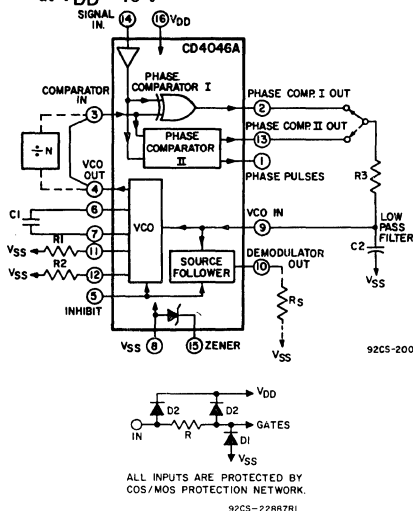 SIGNAL IN.
14
16
VDD
CD4046A
PHASE COMPARATOR I
COMPARATOR IN
3
2
PHASE COMP. I OUT
13
PHASE COMP. II OUT
PHASE COMPARATOR II
1
PHASE PULSES
÷ N
VCO OUT
4
R3
C1
6
7
VCO
VCO IN
9
LOW PASS FILTER
C2
VSS
VSS
R1
11
VSS
R2
12
SOURCE FOLLOWER
DEMODULATOR OUT
10
RS
VSS
INHIBIT
5
VSS
8
15
ZENER
92CS-200
VDD
D2
D2
IN
R
GATES
D1
VSS
ALL INPUTS ARE PROTECTED BY
COS/MOS PROTECTION NETWORK.
92CS-22887RI